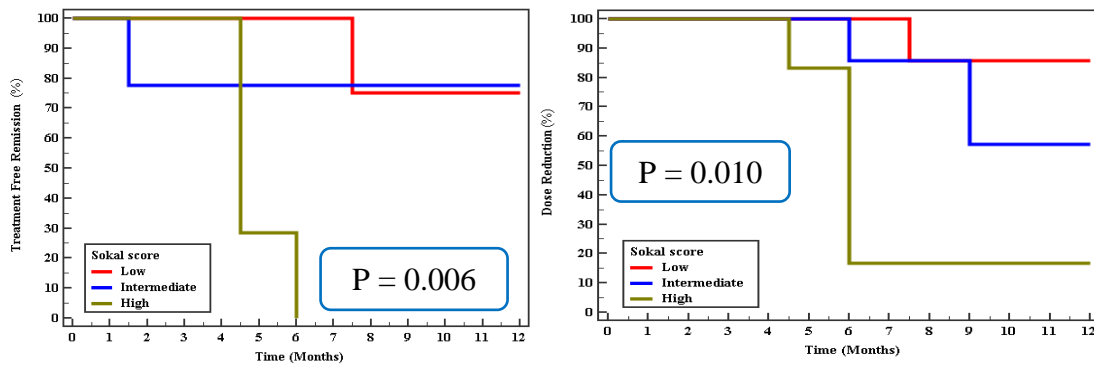 Treatment Free Remission (%)
100
90
80
70
60
50
40
30
20
10
0
Sokal score
Low
Intermediate
High
P = 0.006
0 1 2 3 4 5 6 7 8 9 10 11 12
Time (Months)
Dose Reduction (%)
100
90
80
70
60
50
40
30
20
10
0
P = 0.010
Sokal score
Low
Intermediate
High
0 1 2 3 4 5 6 7 8 9 10 11 12
Time (Months)